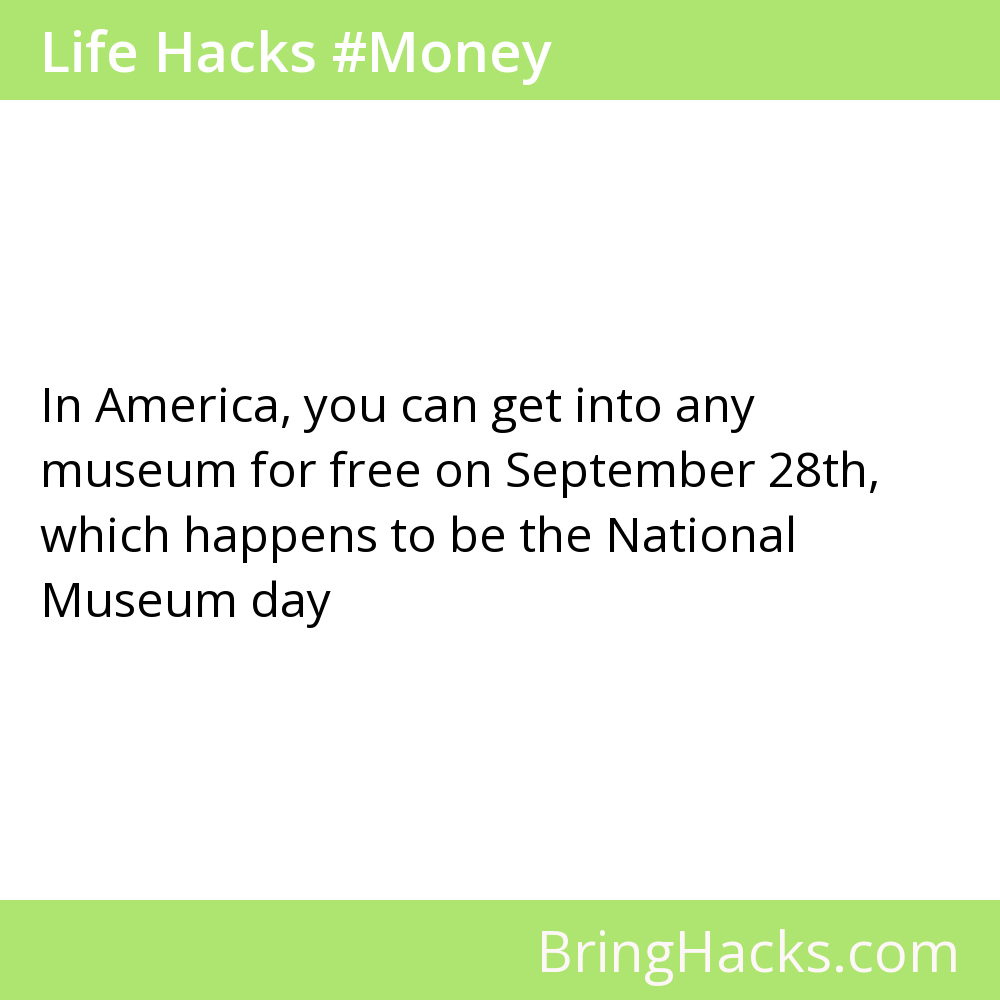 Life Hacks #Money
In America, you can get into any
museum for free on September 28th,
which happens to be the National
Museum day
BringHacks.com